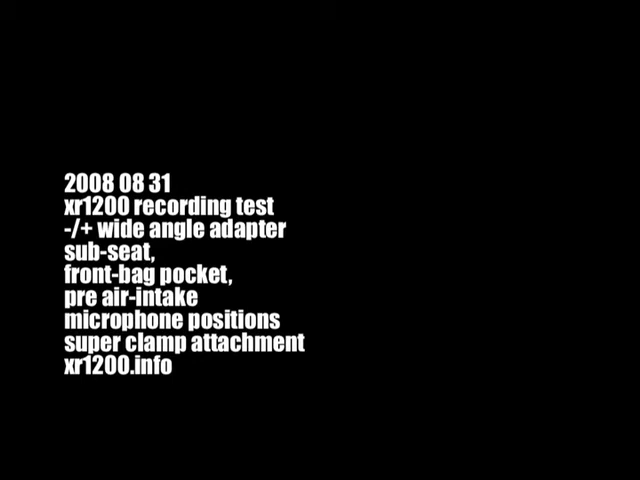 2008 08 31
xr1200 recording test
-/+ wide angle adapter
sub-seat,
front-bag pocket,
pre air-intake
microphone positions
super clamp attachment
xr1200.info